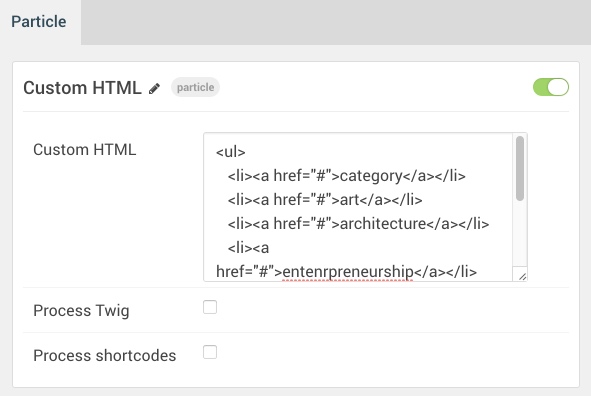 Particle
Custom HTML particle
Custom HTML
<ul>
<li><a href="#">category</a></li>
<li><a href="#">art</a></li>
<li><a href="#">architecture</a></li>
<li><a
href="#">entenrpreneurship</a></li>
Process Twig
Process shortcodes